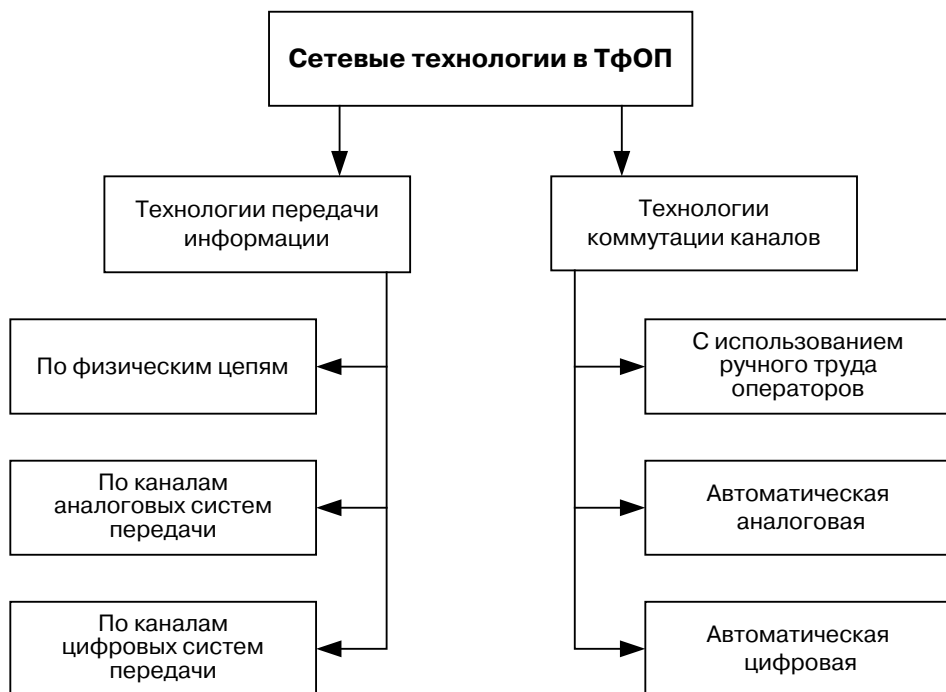 Сетевые технологии в ТфОП
Технологии передачи
информации
Технологии
коммутации каналов
По физическим цепям
С использованием
ручного труда
операторов
По каналам
аналоговых систем
передачи
Автоматическая
аналоговая
По каналам
цифровых систем
передачи
Автоматическая
цифровая